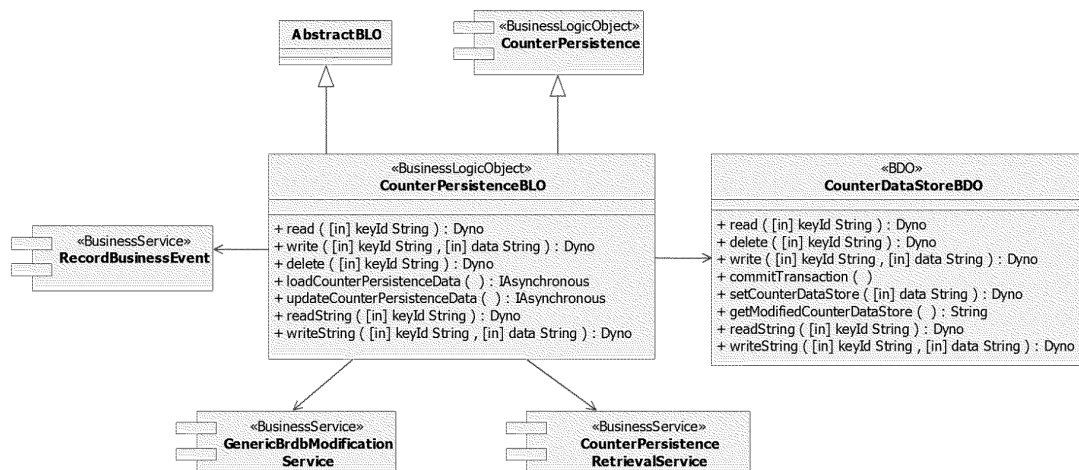 AbstractBLO
«BusinessLogicObject»
CounterPersistence
«BusinessLogicObject»
CounterPersistenceBLO
+ read ( [in] keyId String ) : Dyno
+ write ( [in] keyId String , [in] data String ) : Dyno
+ delete ( [in] keyId String ) : Dyno
+ loadCounterPersistenceData ( ) : IAsynchronous
+ updateCounterPersistenceData ( ) : IAsynchronous
+ readString ( [in] keyId String ) : Dyno
+ writeString ( [in] keyId String , [in] data String ) : Dyno
«BDO»
CounterDataStoreBDO
+ read ( [in] keyId String ) : Dyno
+ delete ( [in] keyId String ) : Dyno
+ write ( [in] keyId String , [in] data String ) : Dyno
+ commitTransaction ( )
+ setCounterDataStore ( [in] data String ) : Dyno
+ getModifiedCounterDataStore ( ) : String
+ readString ( [in] keyId String ) : Dyno
+ writeString ( [in] keyId String , [in] data String ) : Dyno
«BusinessService»
RecordBusinessEvent
«BusinessService»
GenericBrdbModification
Service
«BusinessService»
CounterPersistence
RetrievalService